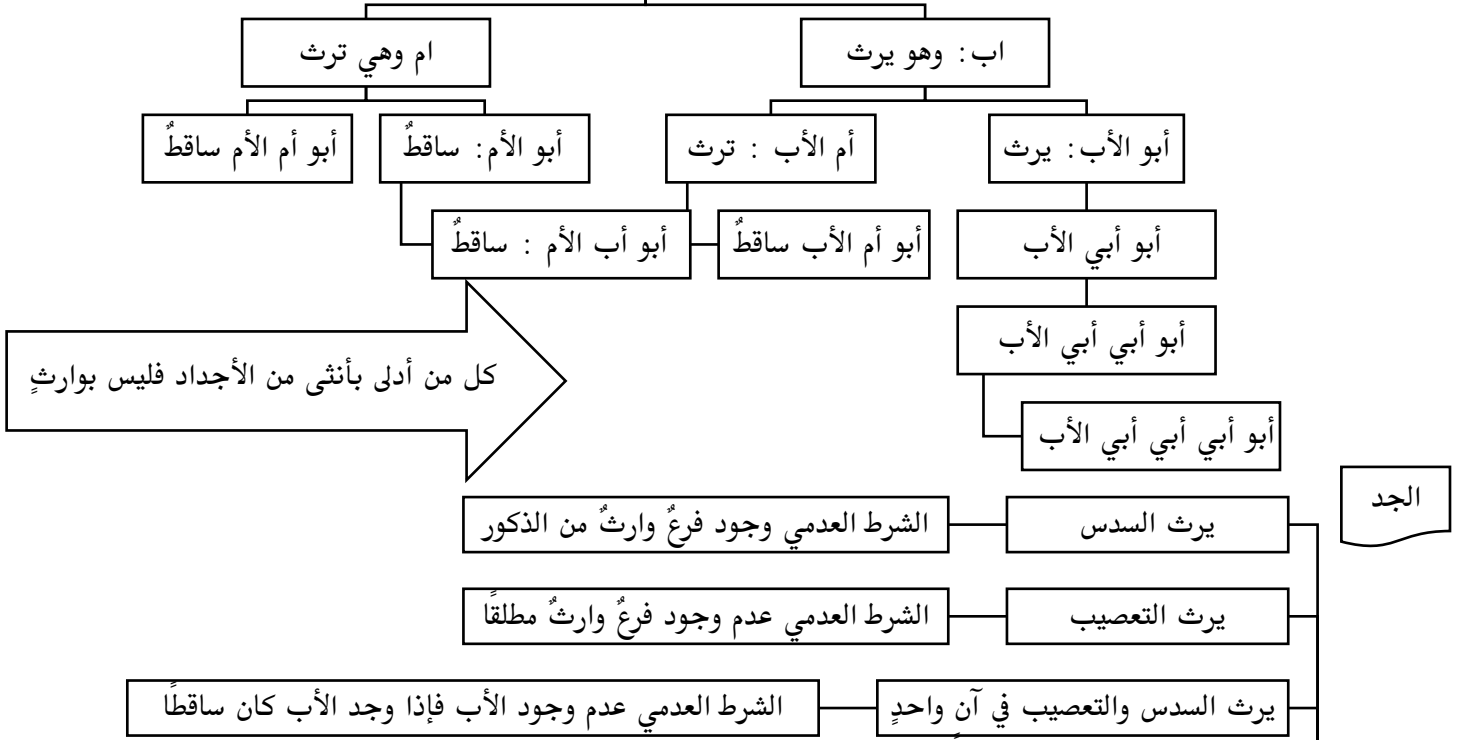 اب: وهو يرث
ام وهي ترث
أبو الأب: يرث
أم الأب : ترث
أبو الأم: ساقطٌ
أبو أم الأم ساقطٌ
أبو أبي الأب
أبو أم الأب ساقطٌ
أبو أب الأم : ساقطٌ
أبو أبي أبي الأب
كل من أدلى بأنثى من الأجداد فليس بوارثٍ
أبو أبي أبي أبي الأب
الجد
يرث السدس
الشرط العدمي وجود فرعٌ وارثٌ من الذكور
يرث التعصيب
الشرط العدمي عدم وجود فرعٌ وارثٌ مطلقًا
يرث السدس والتعصيب في آنٍ واحدٍ
الشرط العدمي عدم وجود الأب فإذا وجد الأب كان ساقطًا